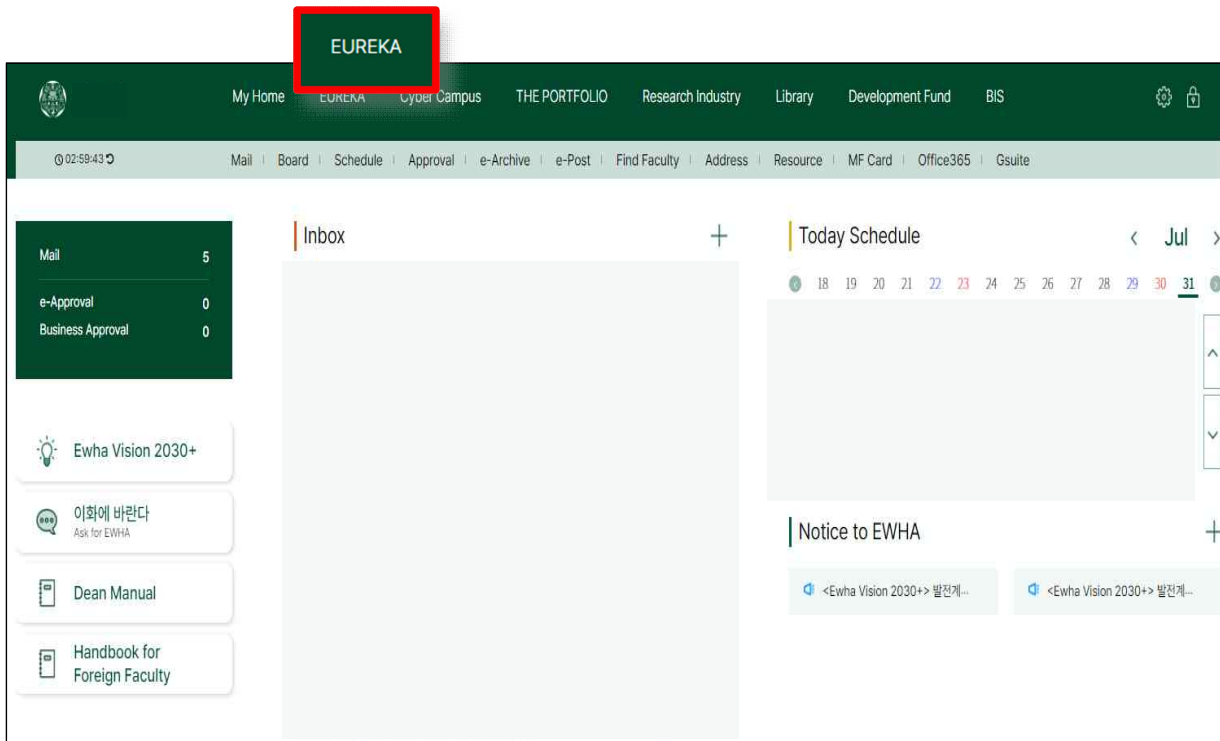 EUREKA
My Home EUREKA Cyber Campus THE PORTFOLIO Research Industry Library Development Fund BIS
02:59:43
Mail Board Schedule Approval e-Archive e-Post Find Faculty Address Resource MF Card Office365 Gsuite
Mail 5
e-Approval 0
Business Approval 0
Ewha Vision 2030+
이화에 바란다
Ask for EWHA
Dean Manual
Handbook for
Foreign Faculty
Inbox
Today Schedule
Jul
18 19 20 21 22 23 24 25 26 27 28 29 30 31
Notice to EWHA
<Ewha Vision 2030+> 발전계...
<Ewha Vision 2030+> 발전계...